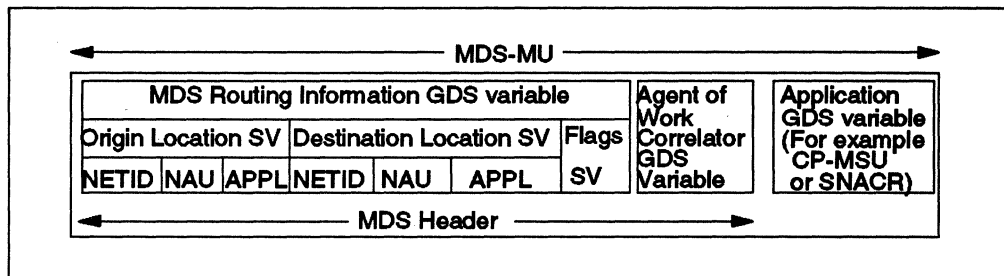 MDS-MU
MDS Routing Information GDS variable
Origin Location SV
Destination Location SV
Flags
SV
NETID
NAU
APPL
NETID
NAU
APPL
Agent of
Work
Correlator
GDS
Variable
Application
GDS variable
(For example
CP-MSU
or SNACR)
MDS Header